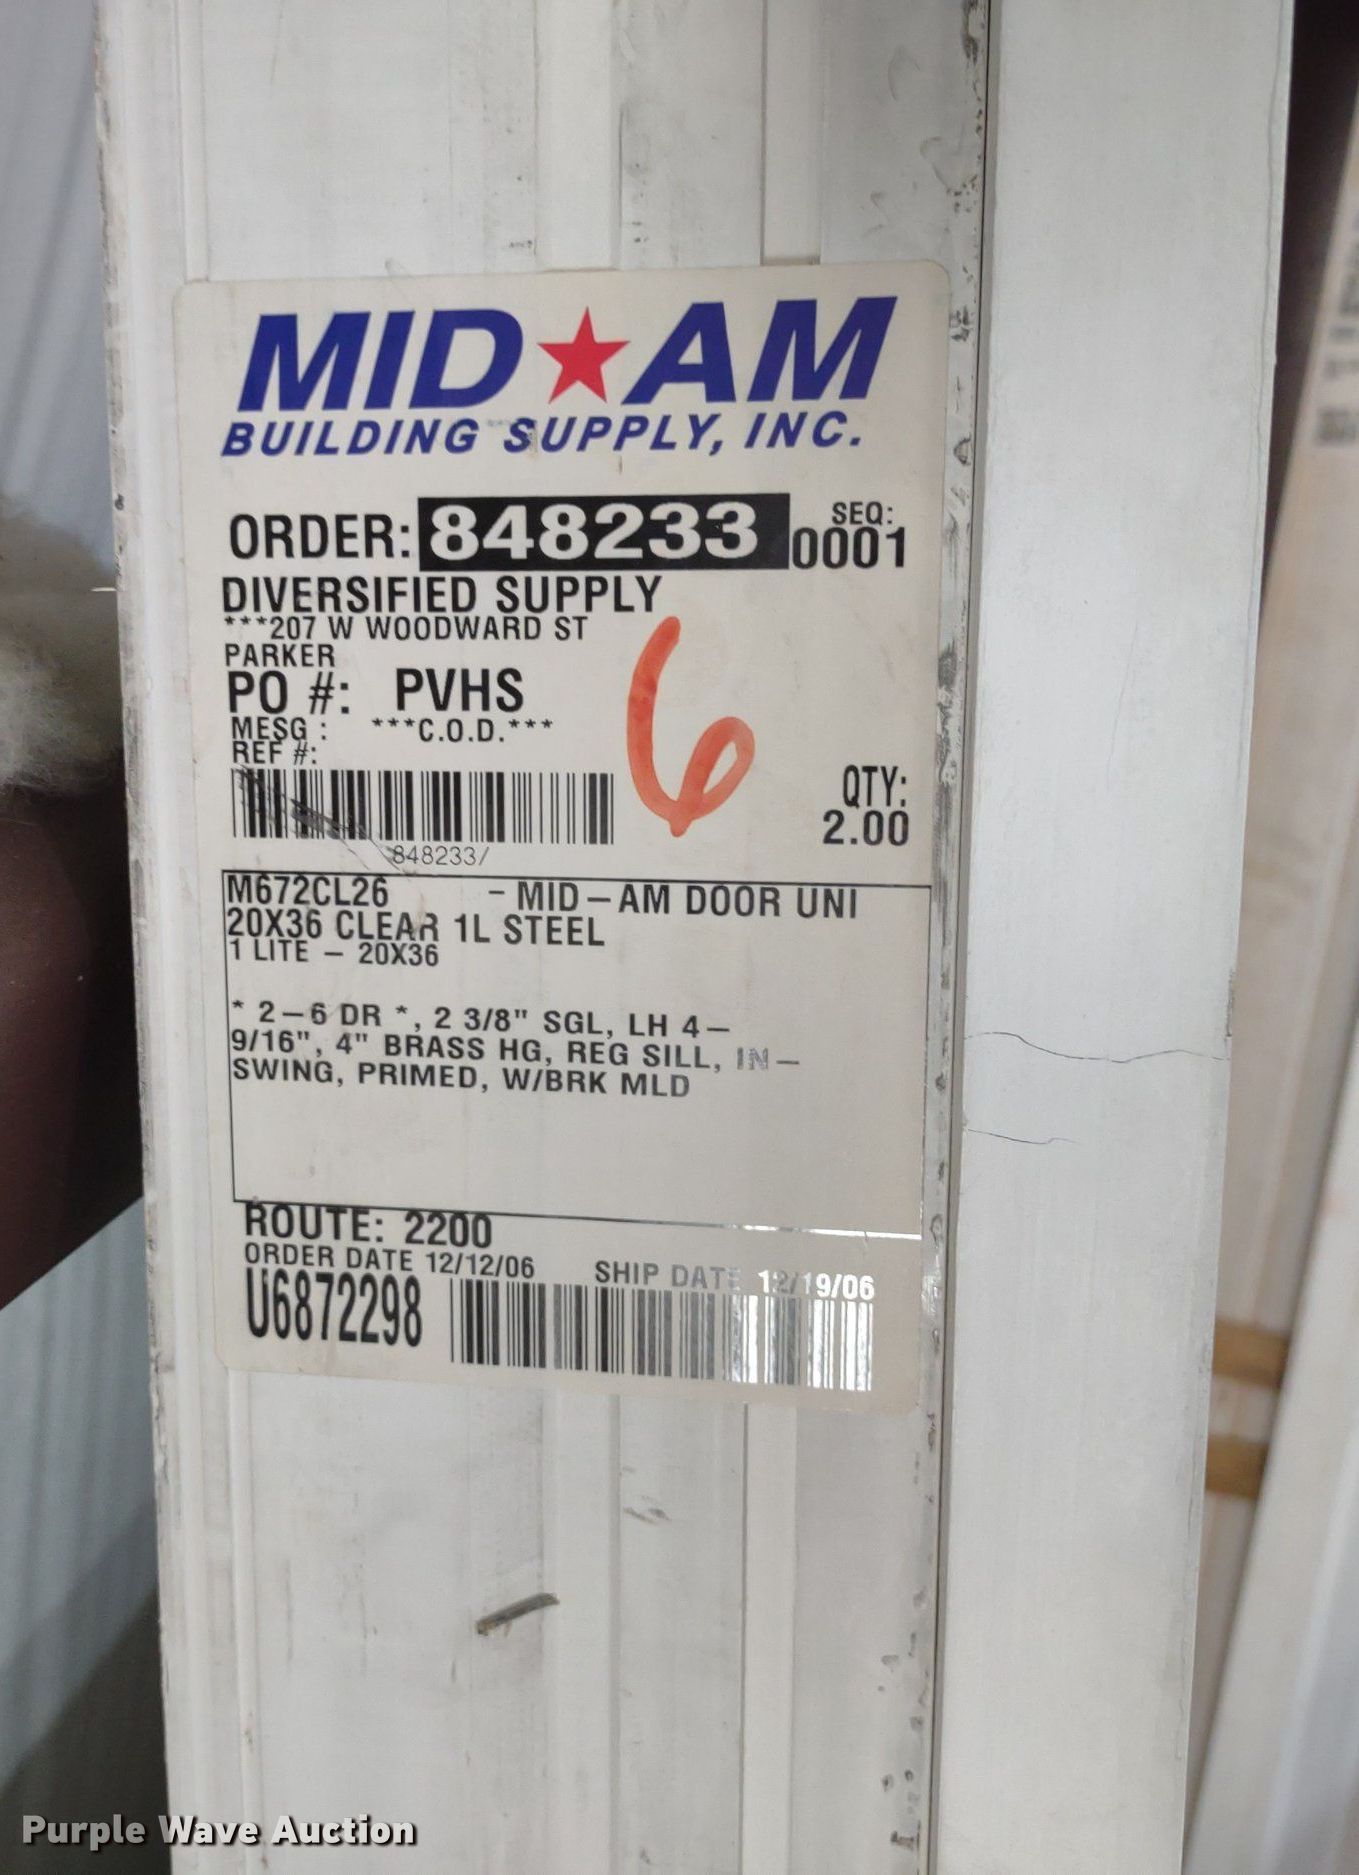 MID★AM
BUILDING SUPPLY, INC.
ORDER: 848233 SEQ: 0001
DIVERSIFIED SUPPLY
***207 W WOODWARD ST
PARKER
PO #: PVHS
MESG : ***C.O.D.***
REF #:
6
848233/
QTY:
2.00
M672CL26 - MID-AM DOOR UNI
20X36 CLEAR 1L STEEL
1 LITE - 20X36
* 2-6 DR *, 2 3/8" SGL, LH 4-
9/16", 4" BRASS HG, REG SILL, IN-
SWING, PRIMED, W/BRK MLD
ROUTE: 2200
ORDER DATE 12/12/06 SHIP DATE 12/19/06
U6872298
Purple Wave Auction